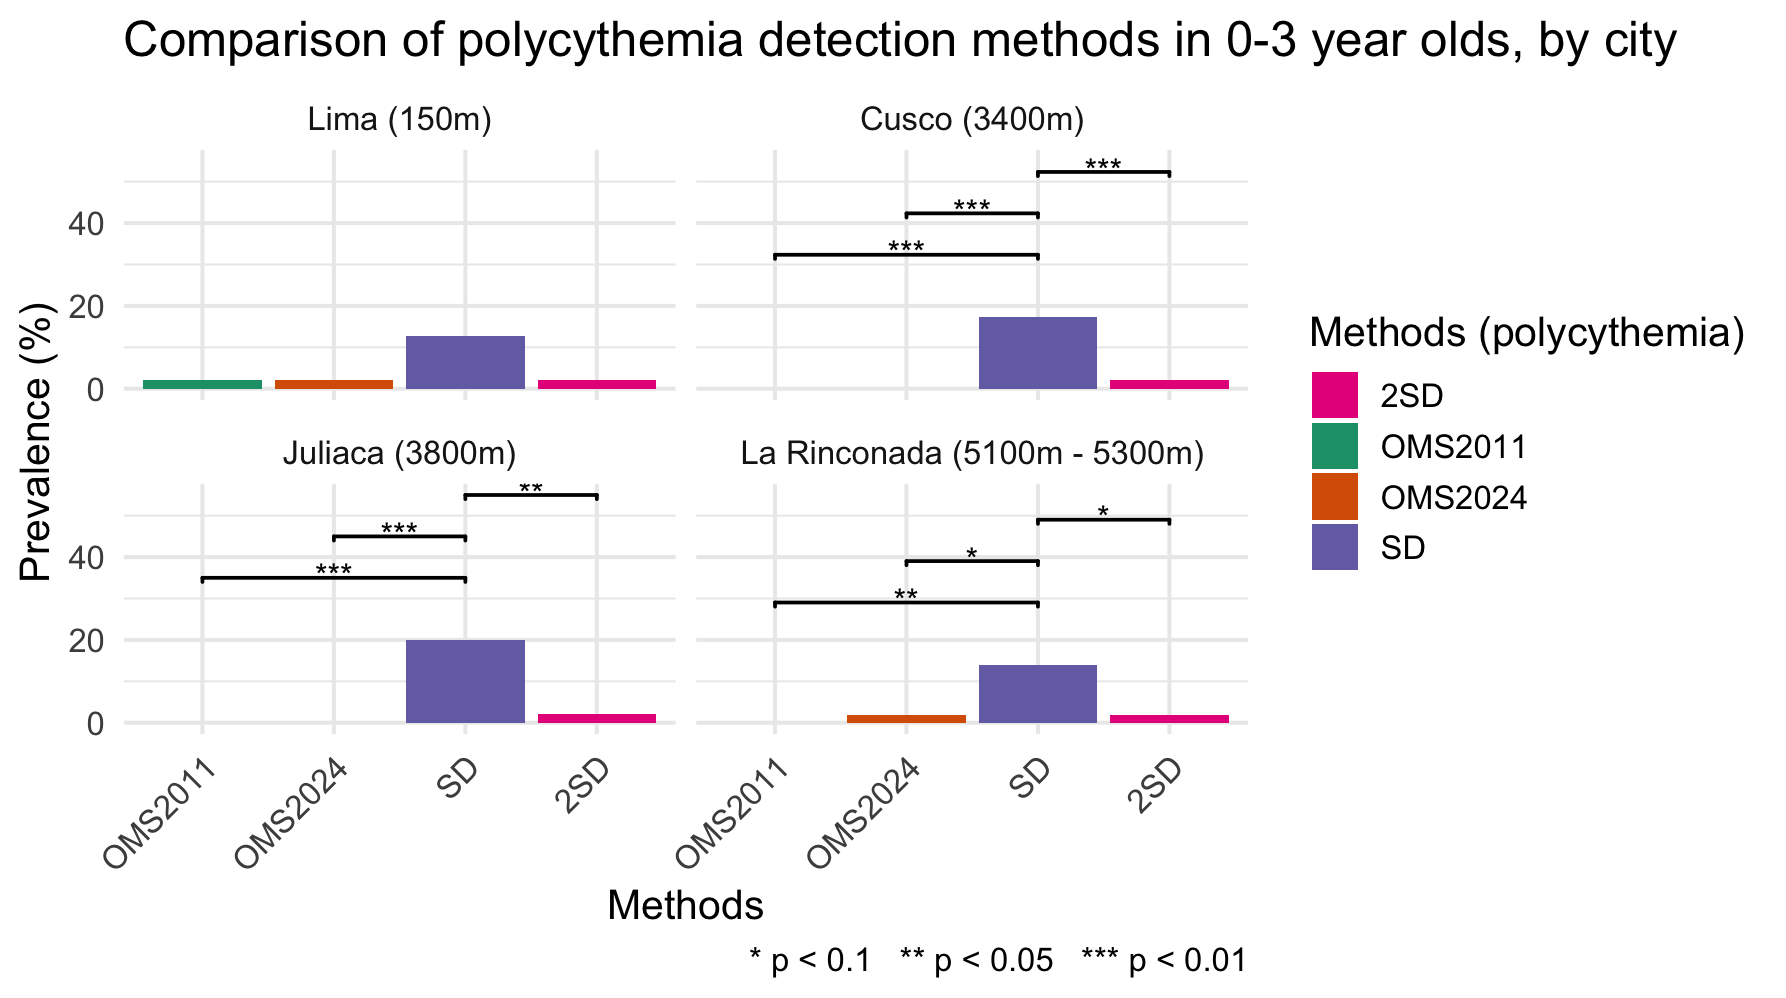 Comparison of polycythemia detection methods in 0-3 year olds, by city
Lima (150m)
Cusco (3400m)
40
20
0
***
***
***
Juliaca (3800m)
La Rinconada (5100m - 5300m)
40
20
0
**
***
***
*
*
**
Prevalence (%)
OMS2011
OMS2024
SD
2SD
OMS2011
OMS2024
SD
2SD
Methods
* p < 0.1 ** p < 0.05 *** p < 0.01
Methods (polycythemia)
2SD
OMS2011
OMS2024
SD